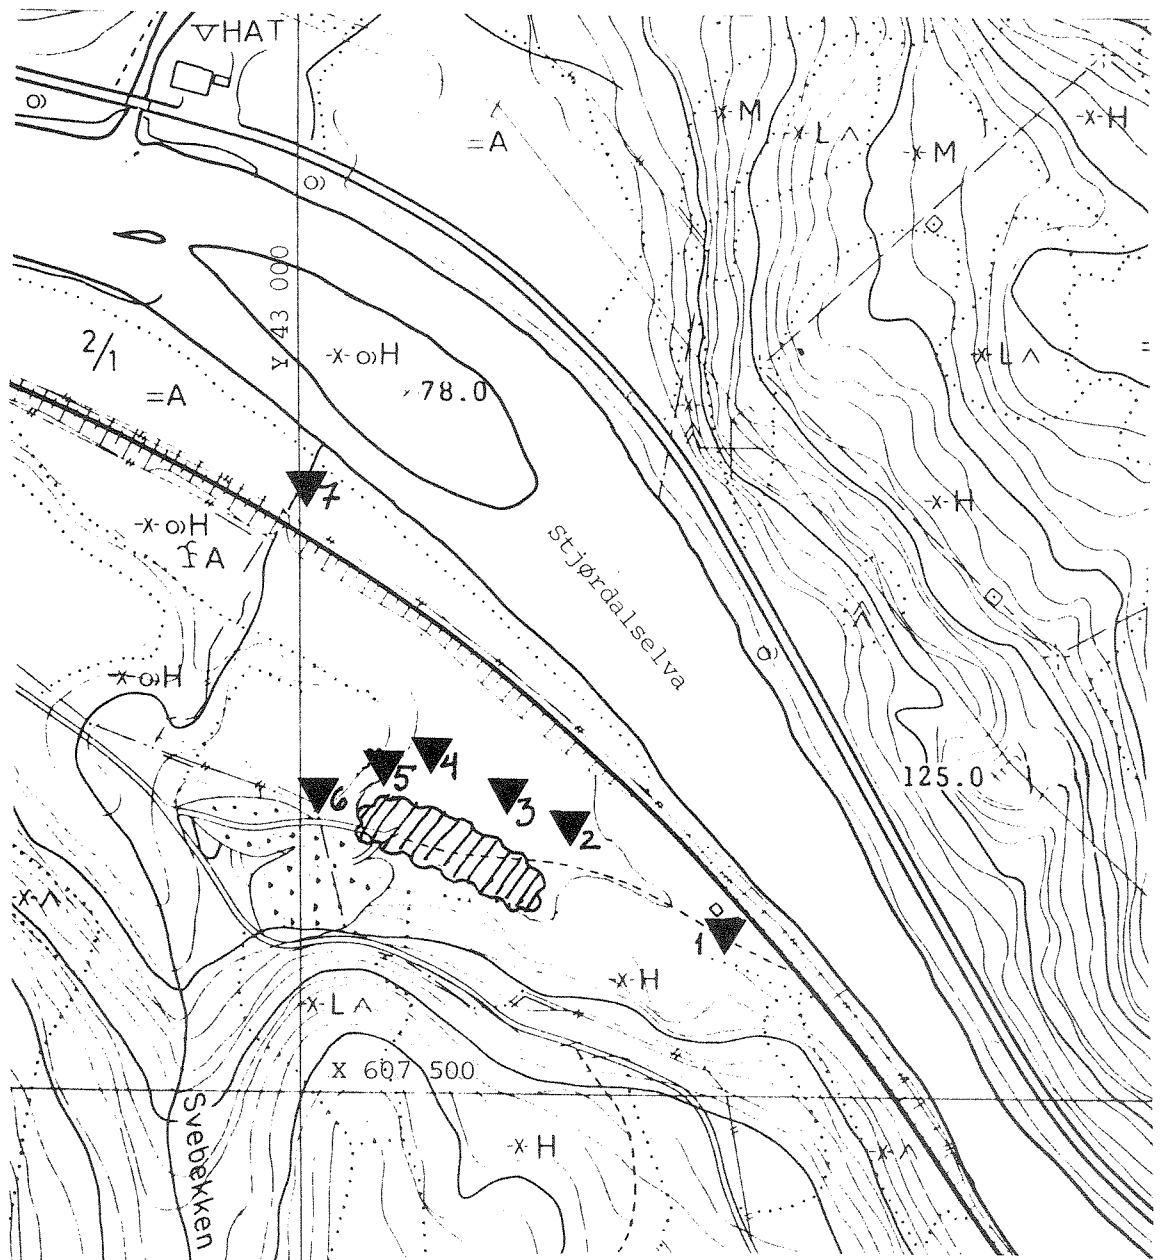 HAT
o)
-x-M
-x-L ʌ
-x-H
=A
-x-M
o)
Y 43 000
2/1
-x-o)H
78.0
-x-L ʌ
=A
7
-x-H
-x-o)H
A
Stjørdalselva
o)
-x-o)H
4
5
125.0
6
3
2
-x-ʌ
1
-x-H
-x-L ʌ
X 607 500
Svebekken
-x-H
-x-ʌ